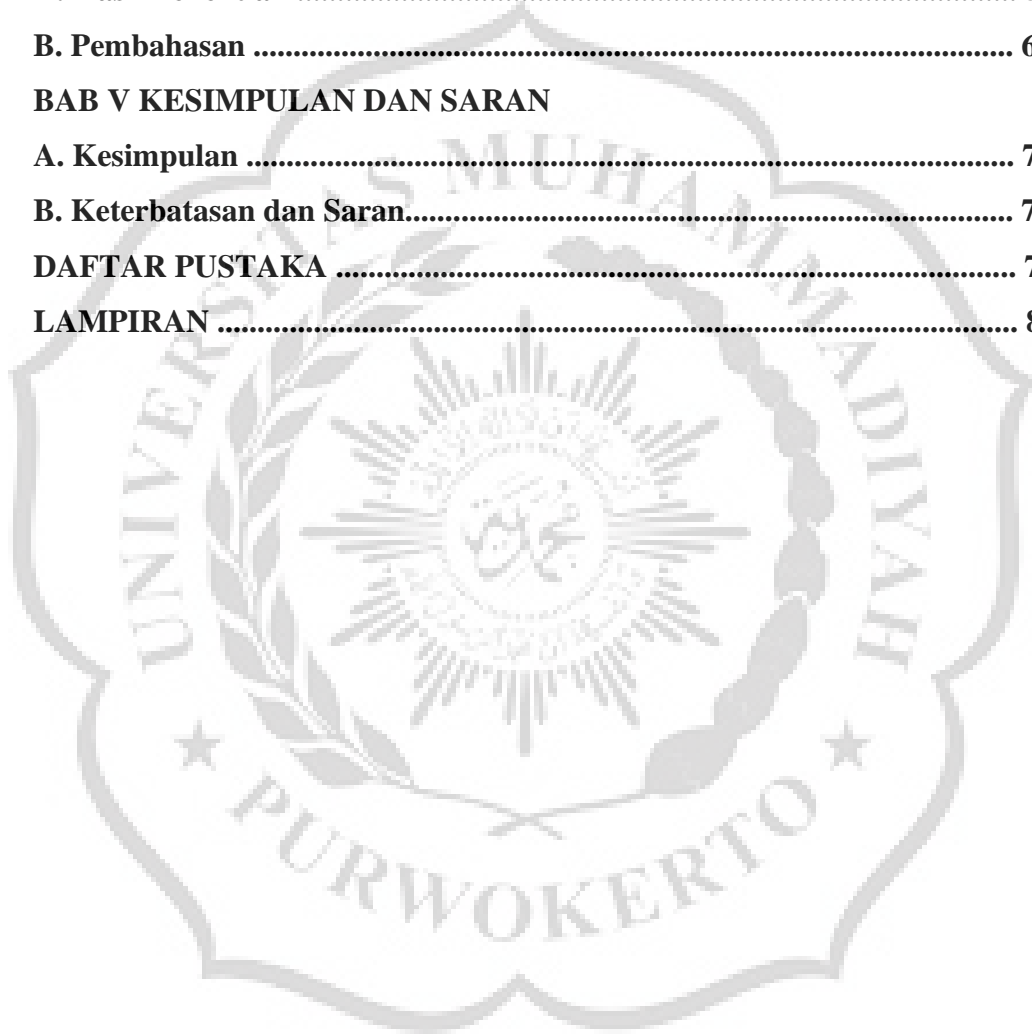 B. Pembahasan ................................................................................................ 6
BAB V KESIMPULAN DAN SARAN
A. Kesimpulan ................................................................................................. 7
B. Keterbatasan dan Saran............................................................................. 7
DAFTAR PUSTAKA ...................................................................................... 7
LAMPIRAN ..................................................................................................... 8
UNIVERSITAS MUHAMMADIYAH
PURWOKERTO